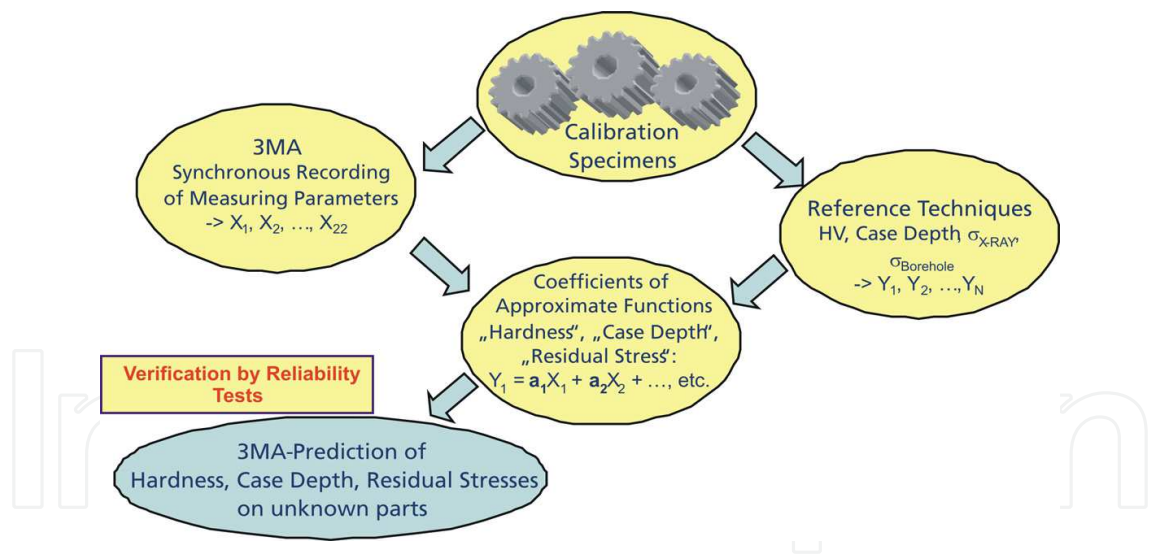 Calibration
Specimens
3MA
Synchronous Recording
of Measuring Parameters
-> X₁, X₂, ..., X₂₂
Reference Techniques
HV, Case Depth, σX-RAY,
σBorehole
-> Y₁, Y₂, ...,YN
Coefficients of
Approximate Functions
„Hardness“, „Case Depth“,
„Residual Stress“:
Y₁ = a₁X₁ + a₂X₂ + ..., etc.
Verification by Reliability
Tests
3MA-Prediction of
Hardness, Case Depth, Residual Stresses
on unknown parts